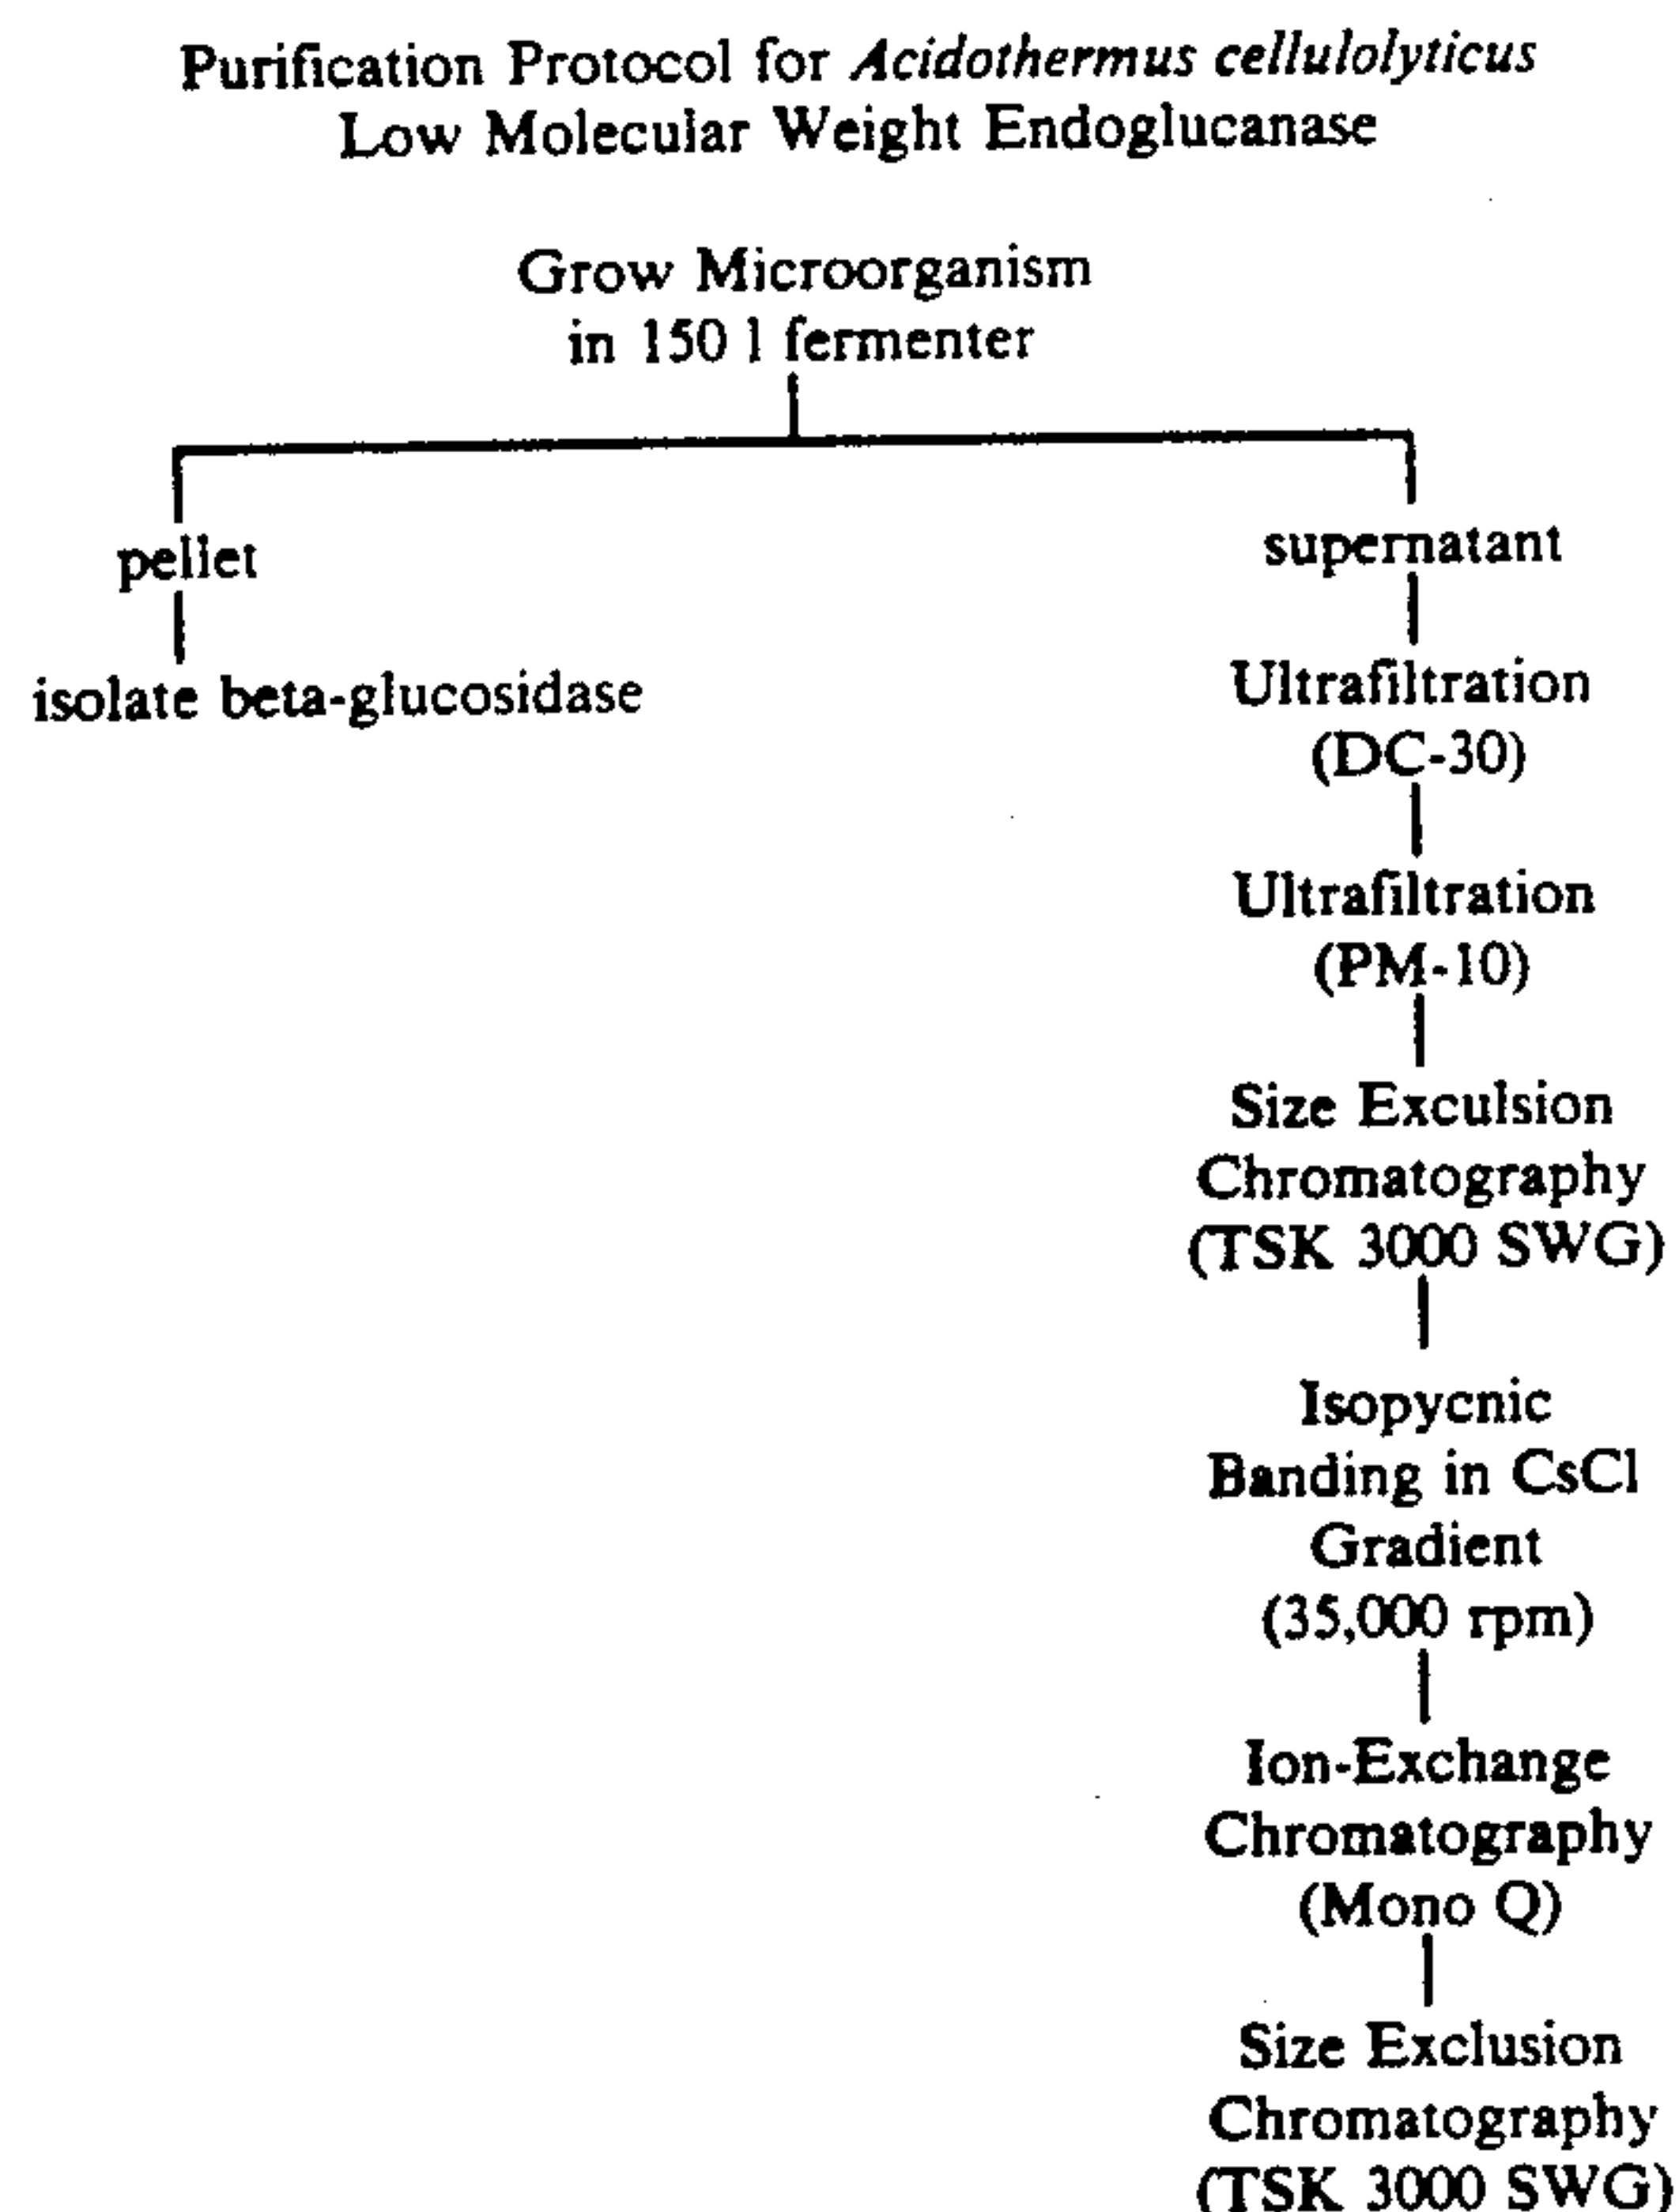 Purification Protocol for Acidothermus cellulolyticus
Low Molecular Weight Endoglucanase
Grow Microorganism
in 150 l fermenter
pellet
isolate beta-glucosidase
supernatant
Ultrafiltration
(DC-30)
Ultrafiltration
(PM-10)
Size Exculsion
Chromatography
(TSK 3000 SWG)
Isopycnic
Banding in CsCl
Gradient
(35,000 rpm)
Ion-Exchange
Chromatography
(Mono Q)
Size Exclusion
Chromatography
(TSK 3000 SWG)